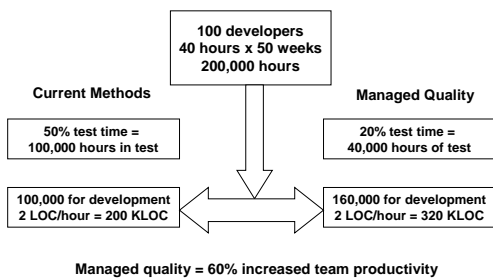 100 developers
40 hours x 50 weeks
200,000 hours
Current Methods
Managed Quality
50% test time =
100,000 hours in test
20% test time =
40,000 hours of test
100,000 for development
2 LOC/hour = 200 KLOC
160,000 for development
2 LOC/hour = 320 KLOC
Managed quality = 60% increased team productivity